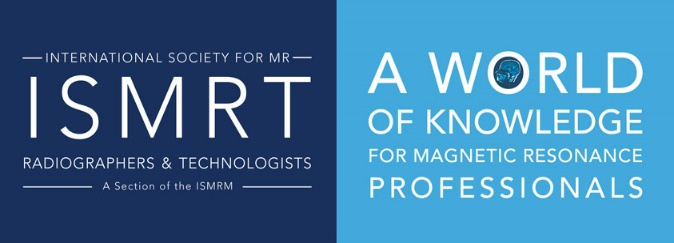 INTERNATIONAL SOCIETY FOR MR
ISMRT
RADIOGRAPHERS & TECHNOLOGISTS
A Section of the ISMRM
A WORLD
OF KNOWLEDGE
FOR MAGNETIC RESONANCE
PROFESSIONALS